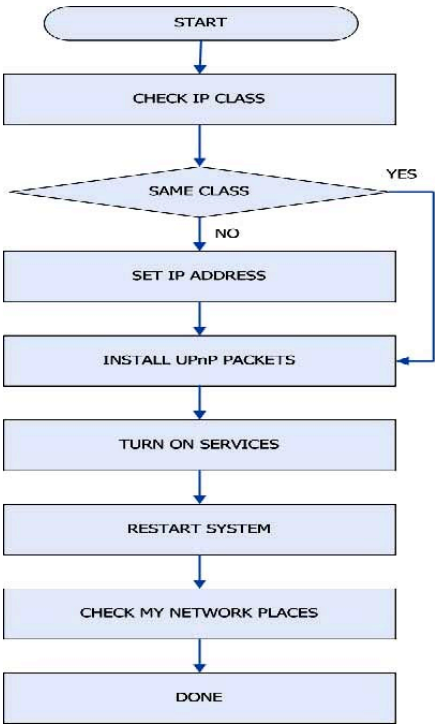 START
CHECK IP CLASS
SAME CLASS
YES
NO
SET IP ADDRESS
INSTALL UPnP PACKETS
TURN ON SERVICES
RESTART SYSTEM
CHECK MY NETWORK PLACES
DONE